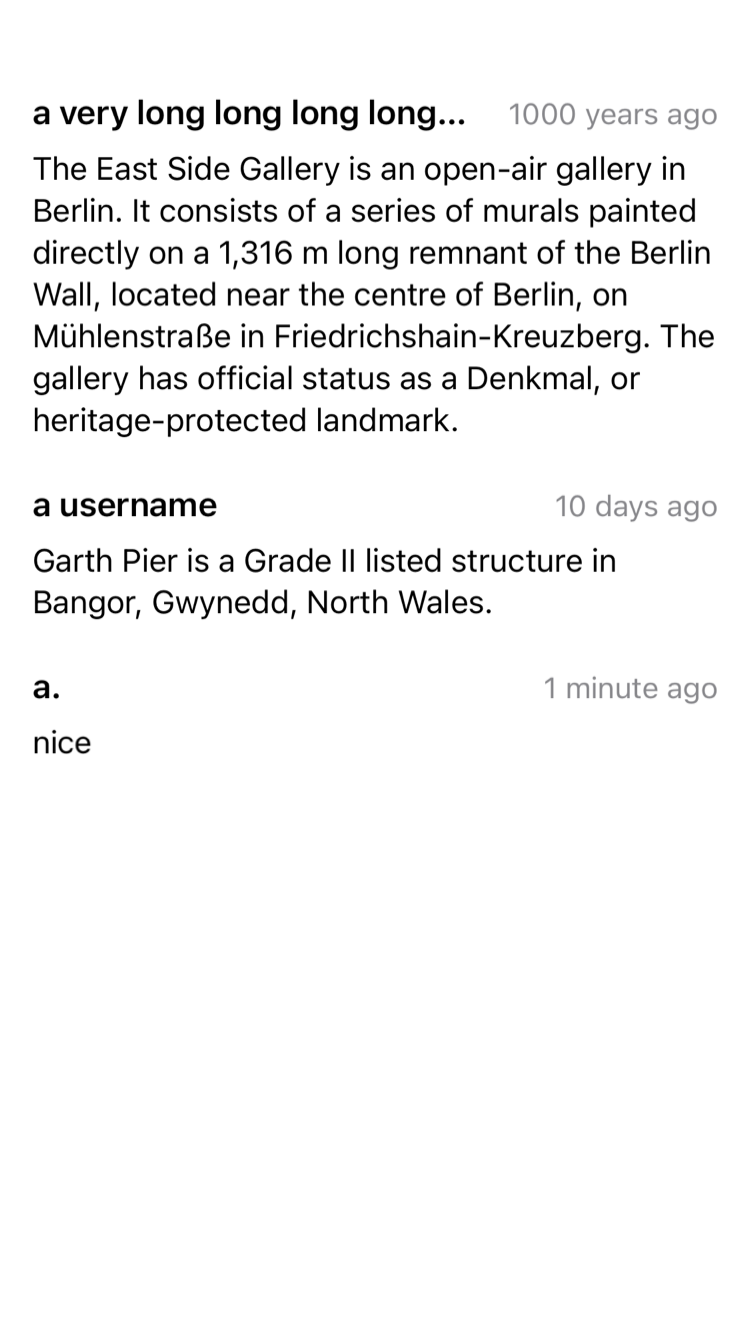 a very long long long long... 1000 years ago
The East Side Gallery is an open-air gallery in
Berlin. It consists of a series of murals painted
directly on a 1,316 m long remnant of the Berlin
Wall, located near the centre of Berlin, on
Mühlenstraße in Friedrichshain-Kreuzberg. The
gallery has official status as a Denkmal, or
heritage-protected landmark.
a username 10 days ago
Garth Pier is a Grade II listed structure in
Bangor, Gwynedd, North Wales.
a. 1 minute ago
nice